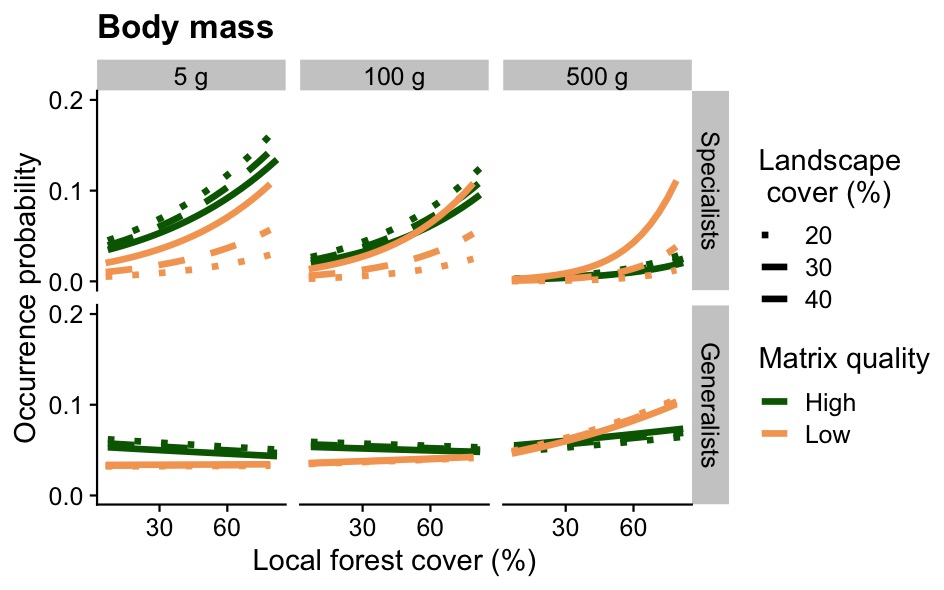 Body mass
5 g
100 g
500 g
0.2
0.1
0.0
Specialists
0.2
0.1
0.0
Generalists
Occurrence probability
30
60
30
60
30
60
Local forest cover (%)
Landscape
cover (%)
20
30
40
Matrix quality
High
Low